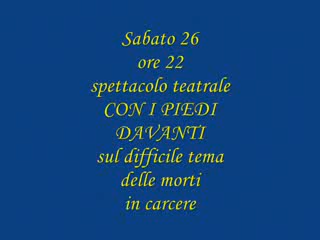 Sabato 26
ore 22
spettacolo teatrale
CON I PIEDI
DAVANTI
sul difficile tema
delle morti
in carcere